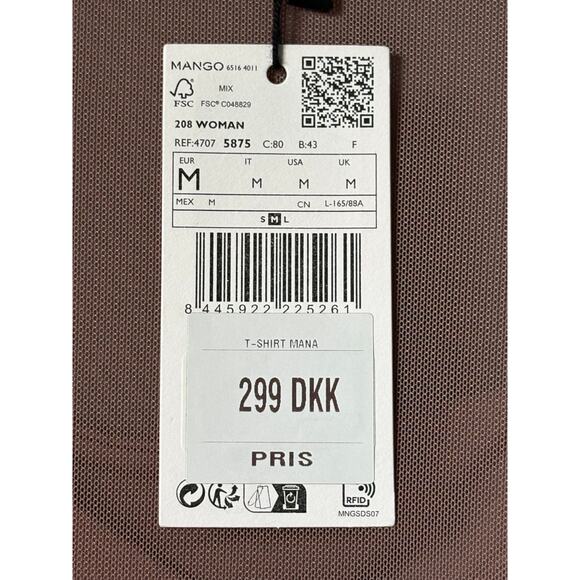 MANGO 6516 4011
MIX
FSC FSC® C048829
208 WOMAN
REF:4707 5875 C:80 B:43 F
EUR IT USA UK
M M M M
MEX M CN L-165/88A
S M L
8 445922 225261
T-SHIRT MANA
299 DKK
PRIS
RFID
MNGSDS07